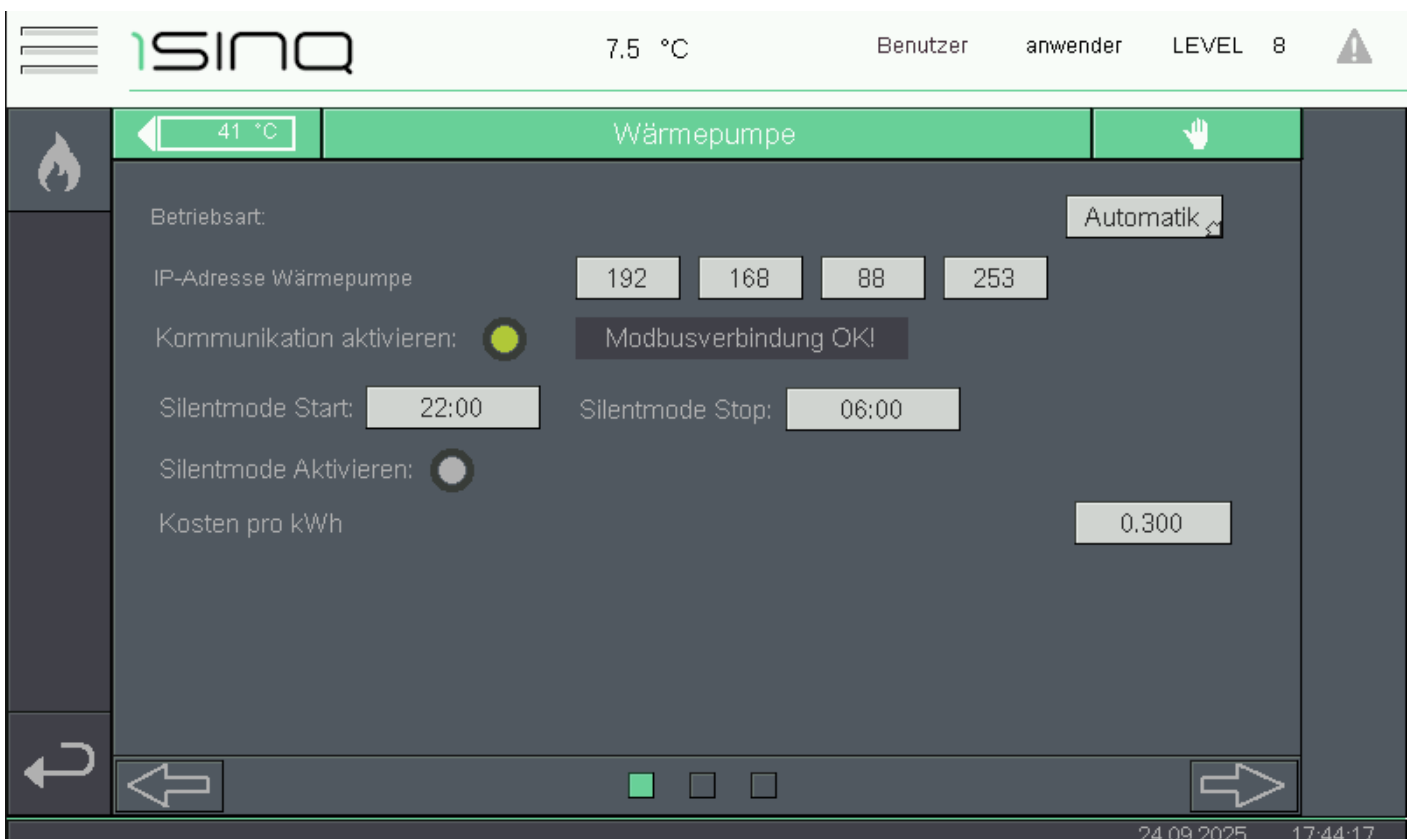 1SINQ 7.5 °C Benutzer anwender LEVEL 8
41 °C Wärmepumpe
Betriebsart: Automatik
IP-Adresse Wärmepumpe 192 168 88 253
Kommunikation aktivieren: Modbusverbindung OK!
Silentmode Start: 22:00 Silentmode Stop: 06:00
Silentmode Aktivieren:
Kosten pro kWh 0.300
24.09.2025 17:44:17